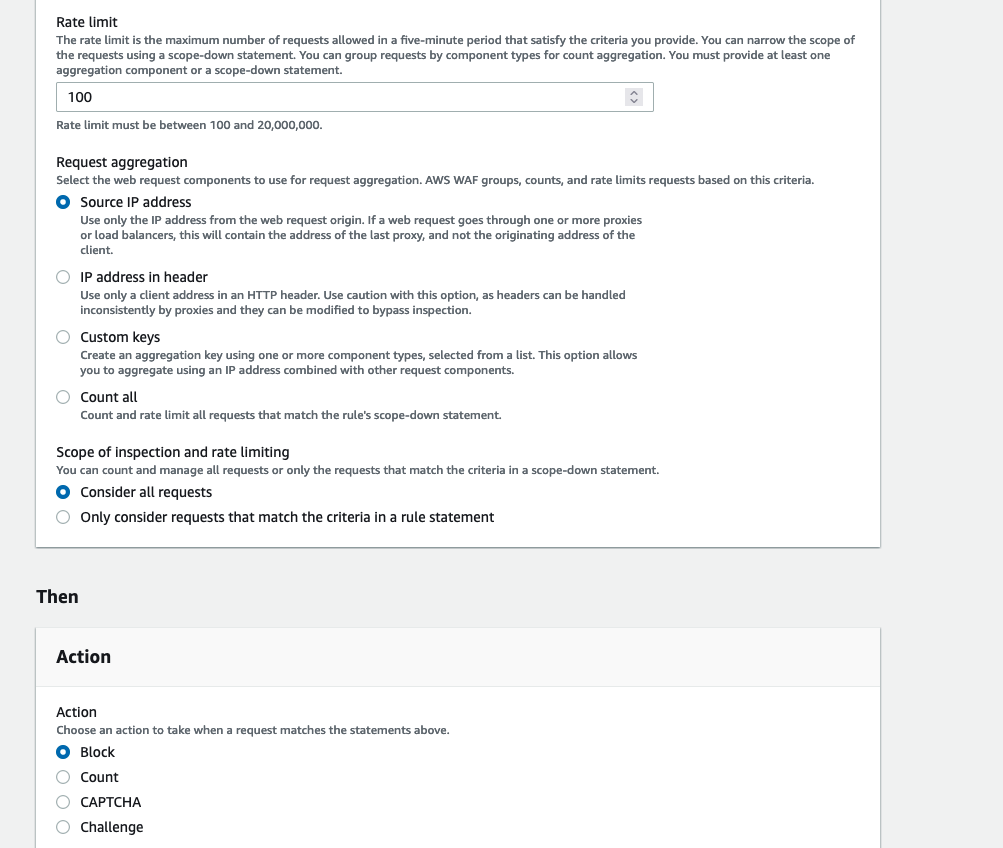 Rate limit
The rate limit is the maximum number of requests allowed in a five-minute period that satisfy the criteria you provide. You can narrow the scope of
the requests using a scope-down statement. You can group requests by component types for count aggregation. You must provide at least one
aggregation component or a scope-down statement.
100
Rate limit must be between 100 and 20,000,000.
Request aggregation
Select the web request components to use for request aggregation. AWS WAF groups, counts, and rate limits requests based on this criteria.
Source IP address
Use only the IP address from the web request origin. If a web request goes through one or more proxies
or load balancers, this will contain the address of the last proxy, and not the originating address of the
client.
IP address in header
Use only a client address in an HTTP header. Use caution with this option, as headers can be handled
inconsistently by proxies and they can be modified to bypass inspection.
Custom keys
Create an aggregation key using one or more component types, selected from a list. This option allows
you to aggregate using an IP address combined with other request components.
Count all
Count and rate limit all requests that match the rule's scope-down statement.
Scope of inspection and rate limiting
You can count and manage all requests or only the requests that match the criteria in a scope-down statement.
Consider all requests
Only consider requests that match the criteria in a rule statement
Then
Action
Action
Choose an action to take when a request matches the statements above.
Block
Count
CAPTCHA
Challenge